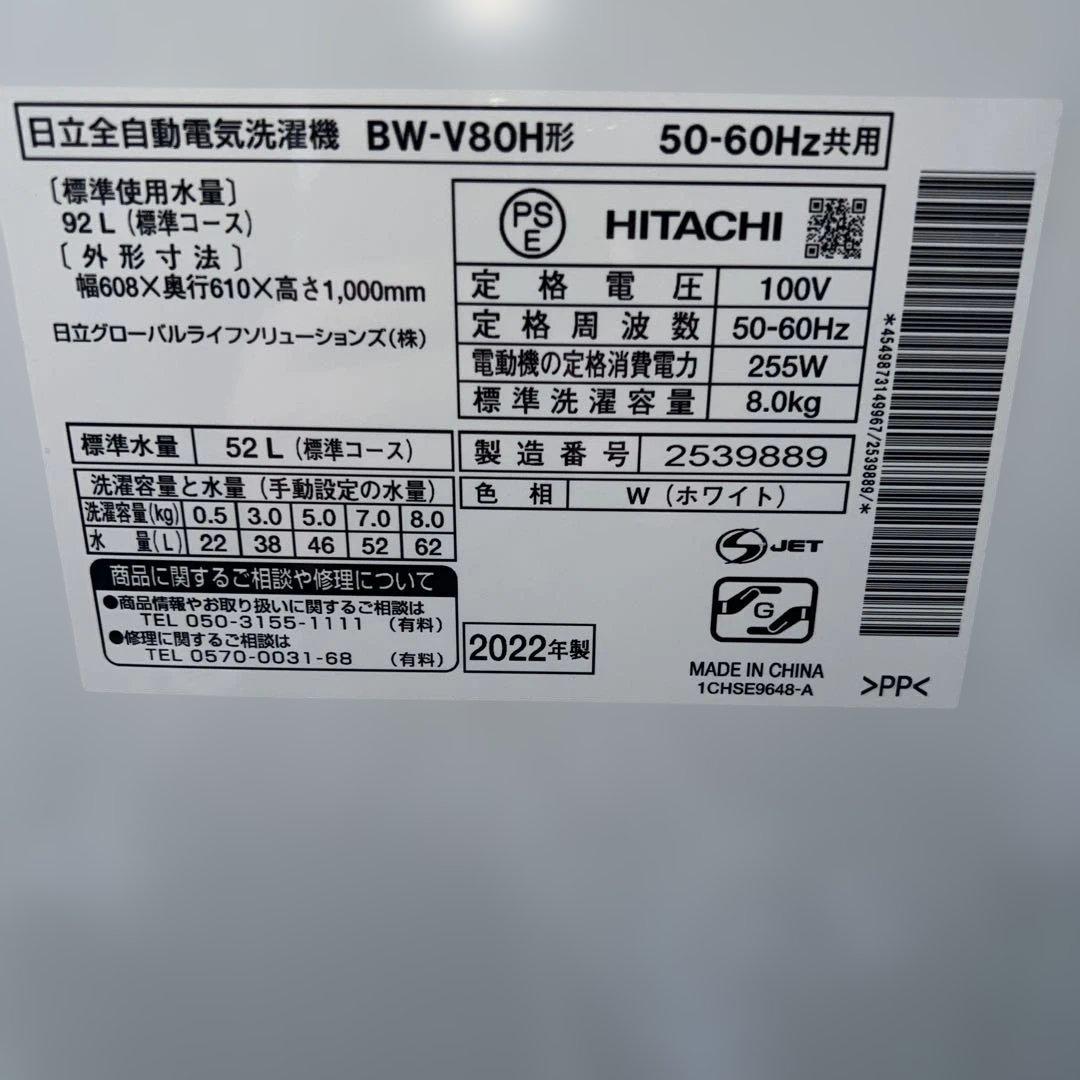 日立全自動電気洗濯機 BW-V80H形 50-60Hz共用
〔標準使用水量〕
92 L (標準コース)
〔外形寸法〕
幅608×奥行610×高さ1,000mm
日立グローバルライフソリューションズ(株)
PS
E
HITACHI
定格電圧 100V
定格周波数 50-60Hz
電動機の定格消費電力 255W
標準洗濯容量 8.0kg
標準水量 52 L (標準コース)
製造番号 2539889
洗濯容量と水量 (手動設定の水量)
洗濯容量(kg) 0.5 3.0 5.0 7.0 8.0
水量(L) 22 38 46 52 62
色相 W (ホワイト)
*4549873149967/2539889/*
商品に関するご相談や修理について
●商品情報やお取り扱いに関するご相談は
TEL 050-3155-1111 (有料)
●修理に関するご相談は
TEL 0570-0031-68 (有料)
2022年製
S JET
G
MADE IN CHINA
1CHSE9648-A
>PP<